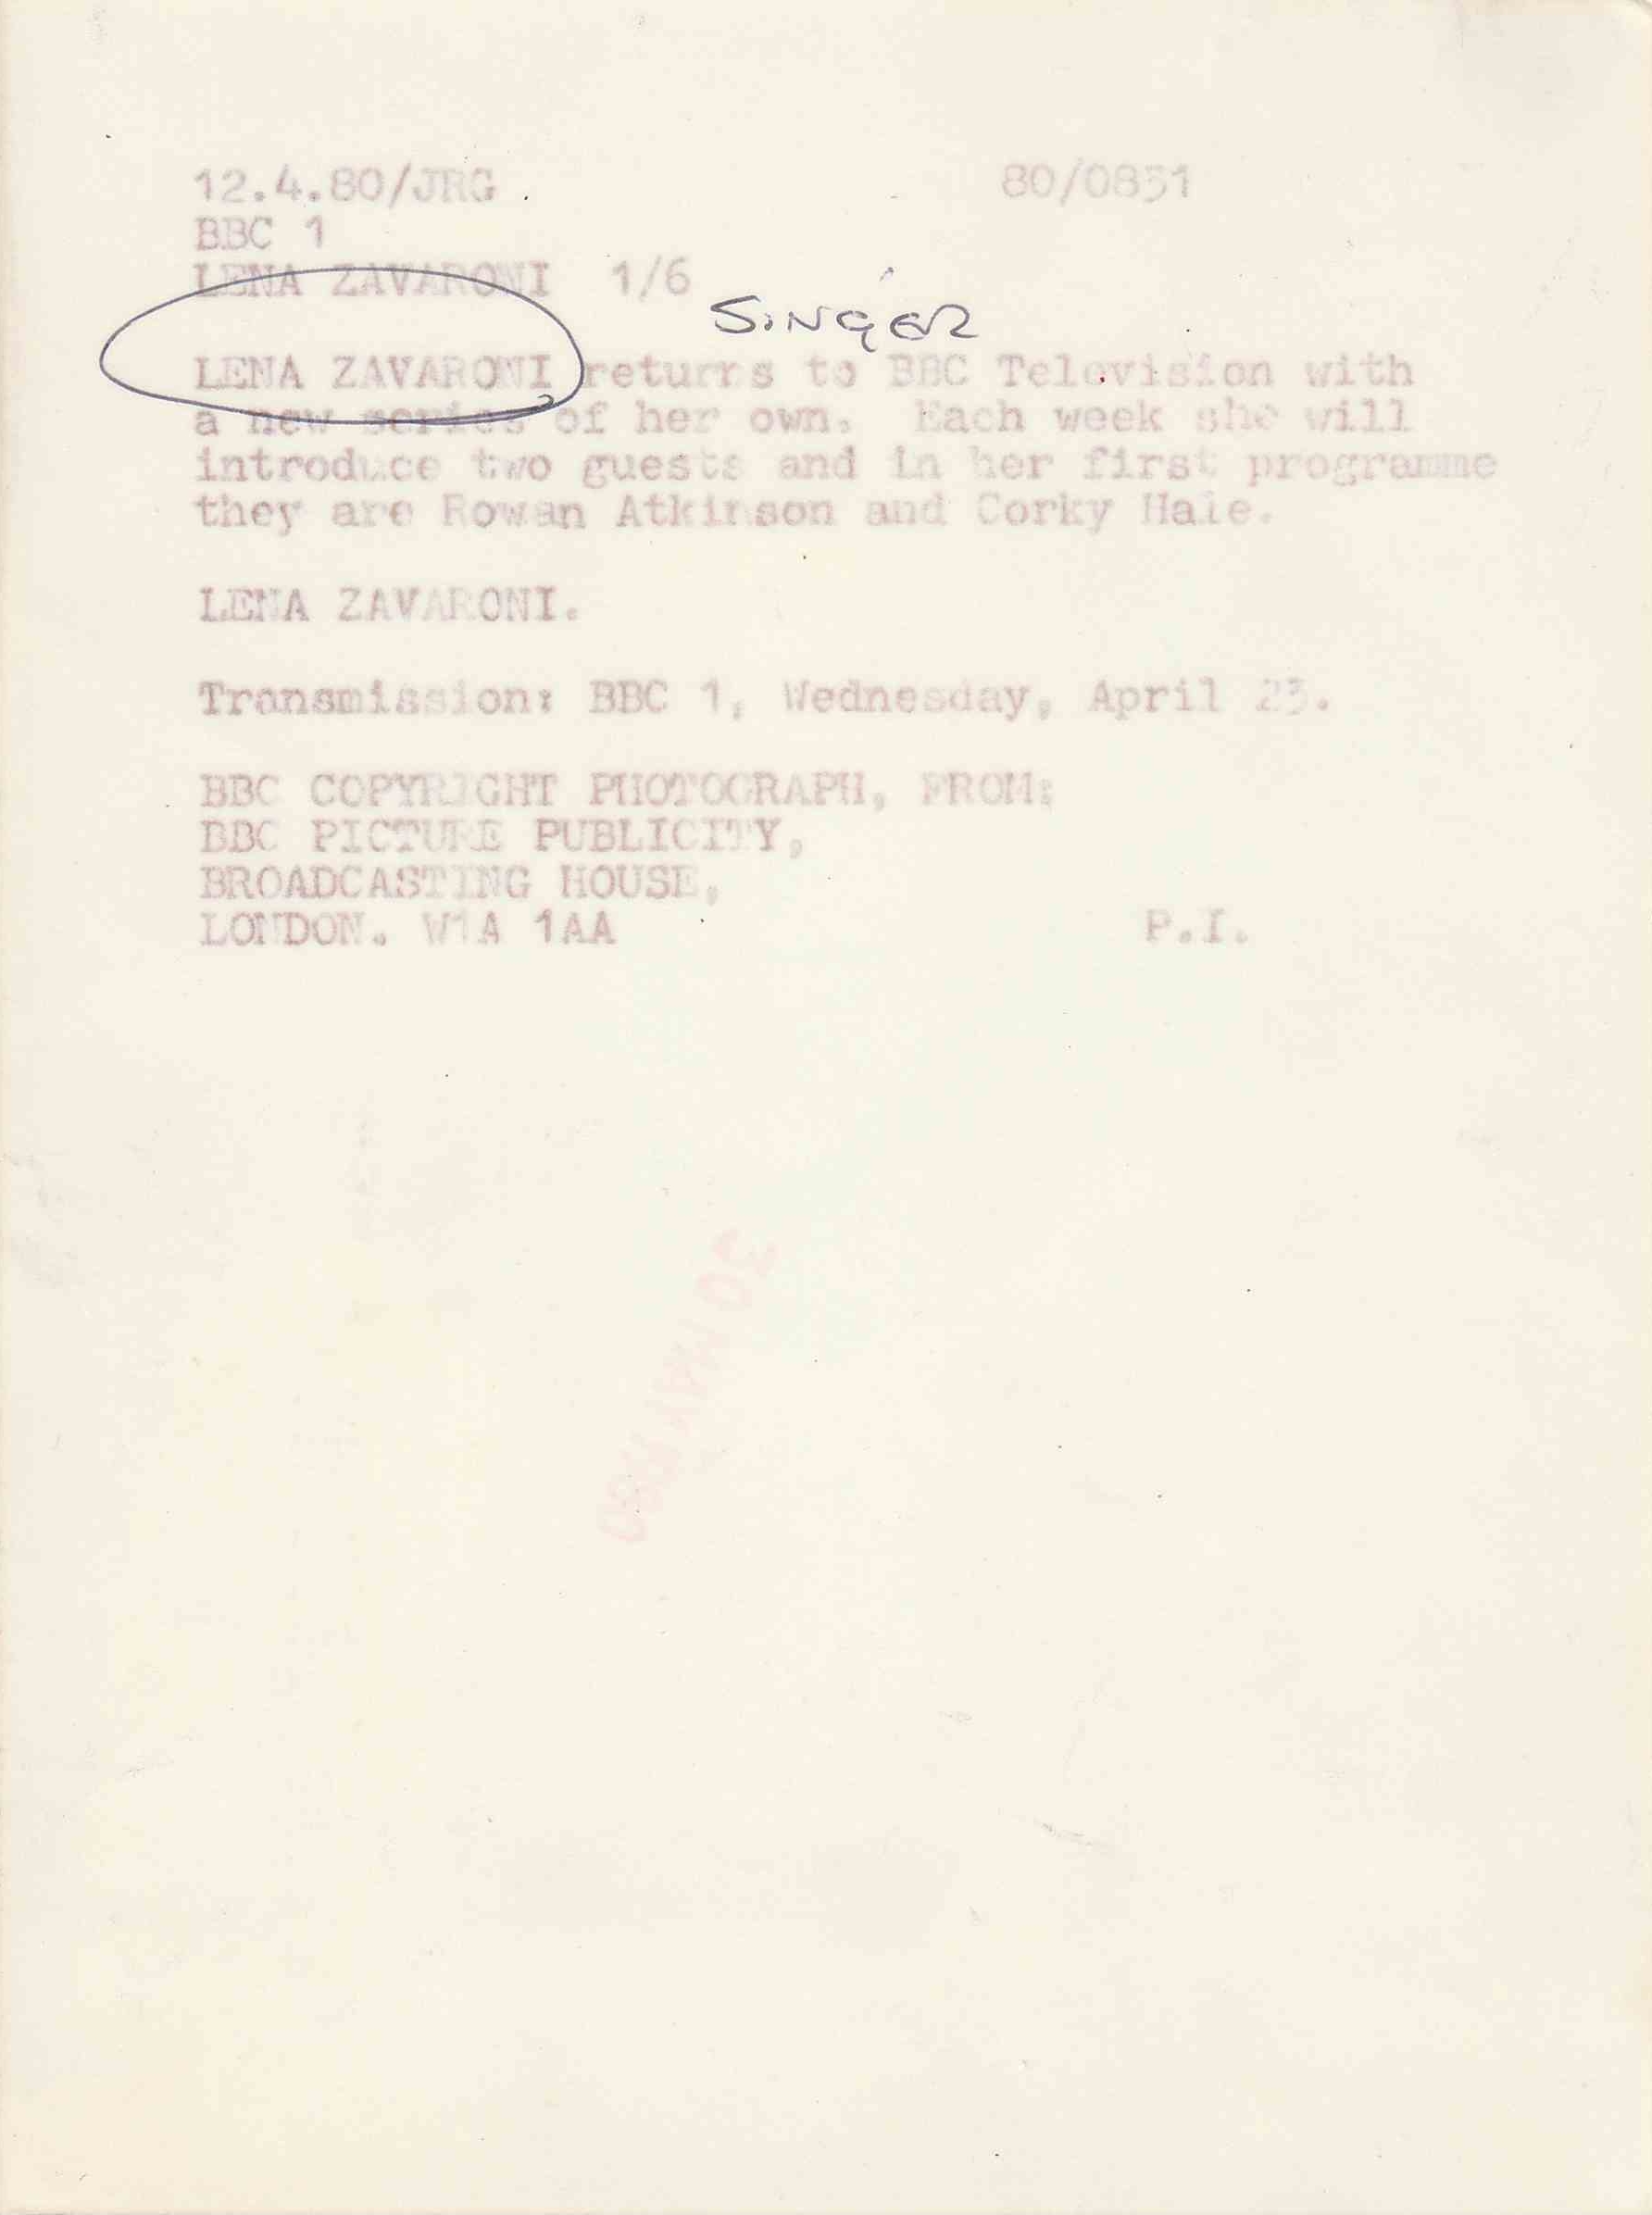 12.4.80/JRG 80/0851
BBC 1
LENA ZAVARONI 1/6
SINGER
LENA ZAVARONI returns to BBC Television with
a new series of her own. Each week she will
introduce two guests and in her first programme
they are Rowan Atkinson and Corky Hale.
LENA ZAVARONI.
Transmission: BBC 1, Wednesday, April 23.
BBC COPYRIGHT PHOTOGRAPH, FROM:
BBC PICTURE PUBLICITY,
BROADCASTING HOUSE,
LONDON. W1A 1AA P.I.
30 MAY 1980